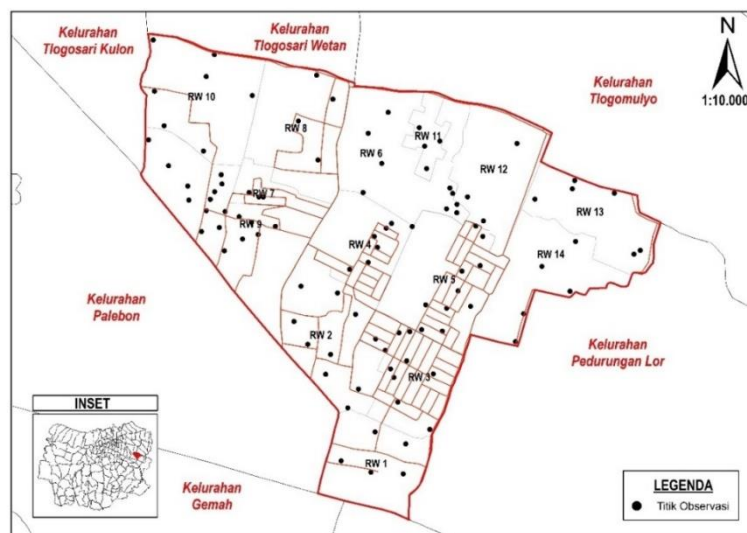 Kelurahan
Tlogosari Kulon
Kelurahan
Tlogosari Wetan
Kelurahan
Tlogomulyo
N
1:10.000
RW 10
RW 8
RW 11
RW 6
RW 12
RW 7
RW 13
RW 9
RW 4
RW 14
RW 5
Kelurahan
Palebon
RW 2
Kelurahan
Pedurungan Lor
RW 3
INSET
RW 1
Kelurahan
Gemah
LEGENDA
Titik Observasi